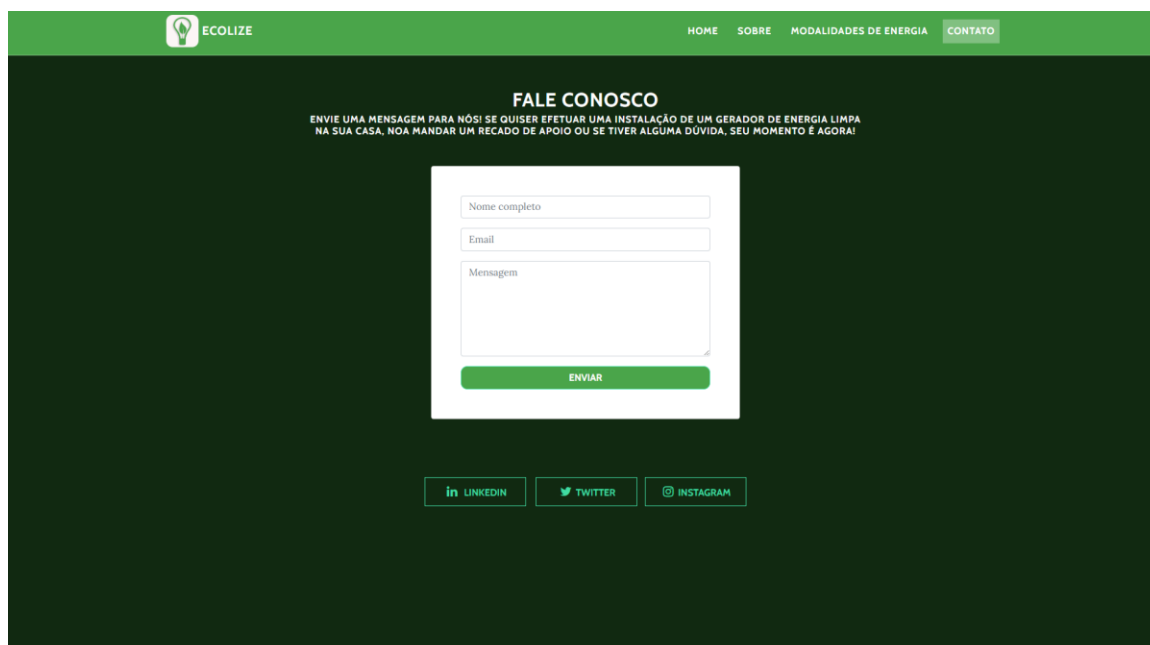 ECOLIZE
HOME SOBRE MODALIDADES DE ENERGIA CONTATO
FALE CONOSCO
ENVIE UMA MENSAGEM PARA NÓS! SE QUISER EFETUAR UMA INSTALAÇÃO DE UM GERADOR DE ENERGIA LIMPA
NA SUA CASA, NOA MANDAR UM RECADO DE APOIO OU SE TIVER ALGUMA DÚVIDA, SEU MOMENTO É AGORA!
Nome completo
Email
Mensagem
ENVIAR
in LINKEDIN TWITTER INSTAGRAM